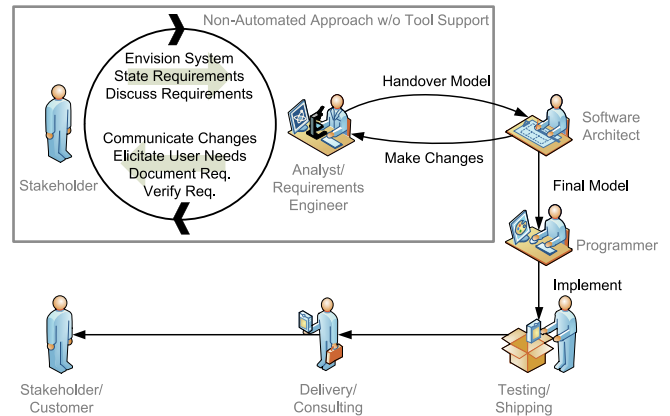 Non-Automated Approach w/o Tool Support
Envision System
State Requirements
Discuss Requirements
Communicate Changes
Elicitate User Needs
Document Req.
Verify Req.
Stakeholder
Analyst/
Requirements
Engineer
Handover Model
Make Changes
Software
Architect
Final Model
Programmer
Implement
Stakeholder/
Customer
Delivery/
Consulting
Testing/
Shipping